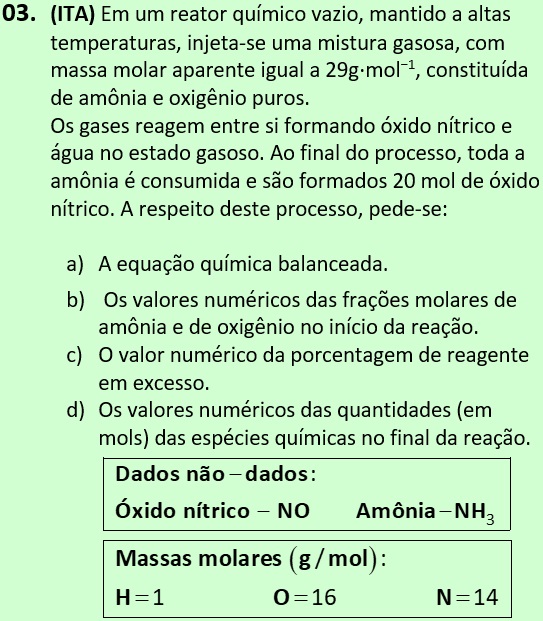 03. (ITA) Em um reator químico vazio, mantido a altas
temperaturas, injeta-se uma mistura gasosa, com
massa molar aparente igual a 29g·mol⁻¹, constituída
de amônia e oxigênio puros.
Os gases reagem entre si formando óxido nítrico e
água no estado gasoso. Ao final do processo, toda a
amônia é consumida e são formados 20 mol de óxido
nítrico. A respeito deste processo, pede-se:
a) A equação química balanceada.
b) Os valores numéricos das frações molares de
amônia e de oxigênio no início da reação.
c) O valor numérico da porcentagem de reagente
em excesso.
d) Os valores numéricos das quantidades (em
mols) das espécies químicas no final da reação.
Dados não – dados:
Óxido nítrico – NO Amônia – NH₃
Massas molares (g / mol):
H = 1 O = 16 N = 14